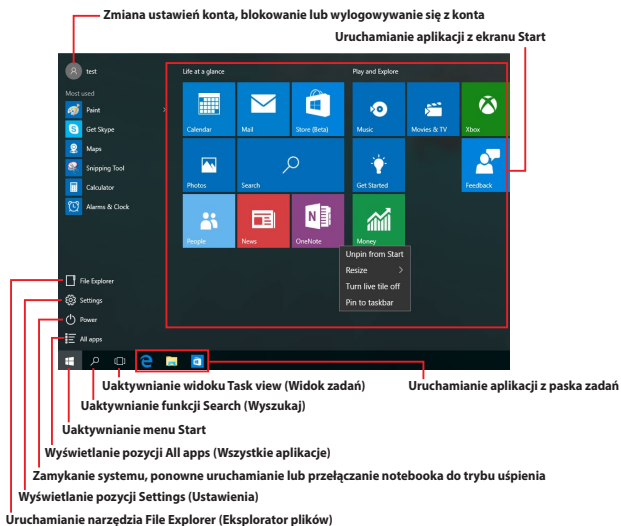 Zmiana ustawień konta, blokowanie lub wylogowywanie się z konta
Uruchamianie aplikacji z ekranu Start
test
Most used
Paint
Get Skype
Maps
Snipping Tool
Calculator
Alarms & Clock
File Explorer
Settings
Power
All apps
Life at a glance
Calendar
Mail
Store (Beta)
Photos
Search
People
News
OneNote
Play and Explore
Music
Movies & TV
Xbox
Get Started
Feedback
Money
Unpin from Start
Resize
Turn live tile off
Pin to taskbar
Uaktywnianie widoku Task view (Widok zadań)
Uruchamianie aplikacji z paska zadań
Uaktywnianie funkcji Search (Wyszukaj)
Uaktywnianie menu Start
Wyświetlanie pozycji All apps (Wszystkie aplikacje)
Zamykanie systemu, ponowne uruchamianie lub przełączanie notebooka do trybu uśpienia
Wyświetlanie pozycji Settings (Ustawienia)
Uruchamianie narzędzia File Explorer (Eksplorator plików)